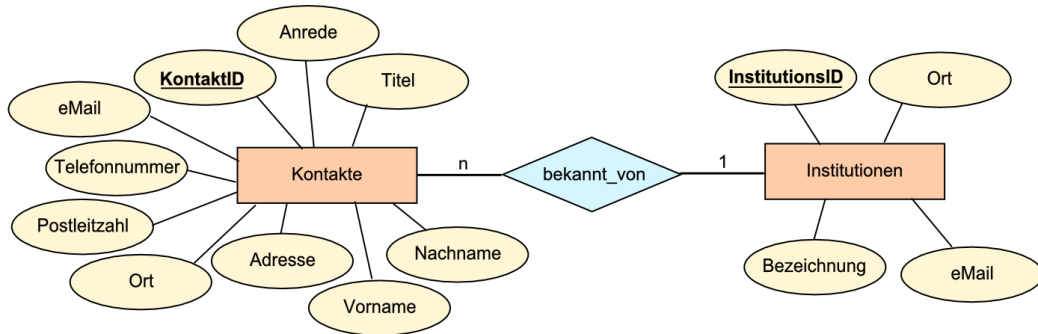 Anrede
KontaktID
Titel
eMail
Telefonnummer
Kontakte
Postleitzahl
Ort
Adresse
Vorname
Nachname
n
bekannt_von
1
InstitutionsID
Ort
Institutionen
Bezeichnung
eMail